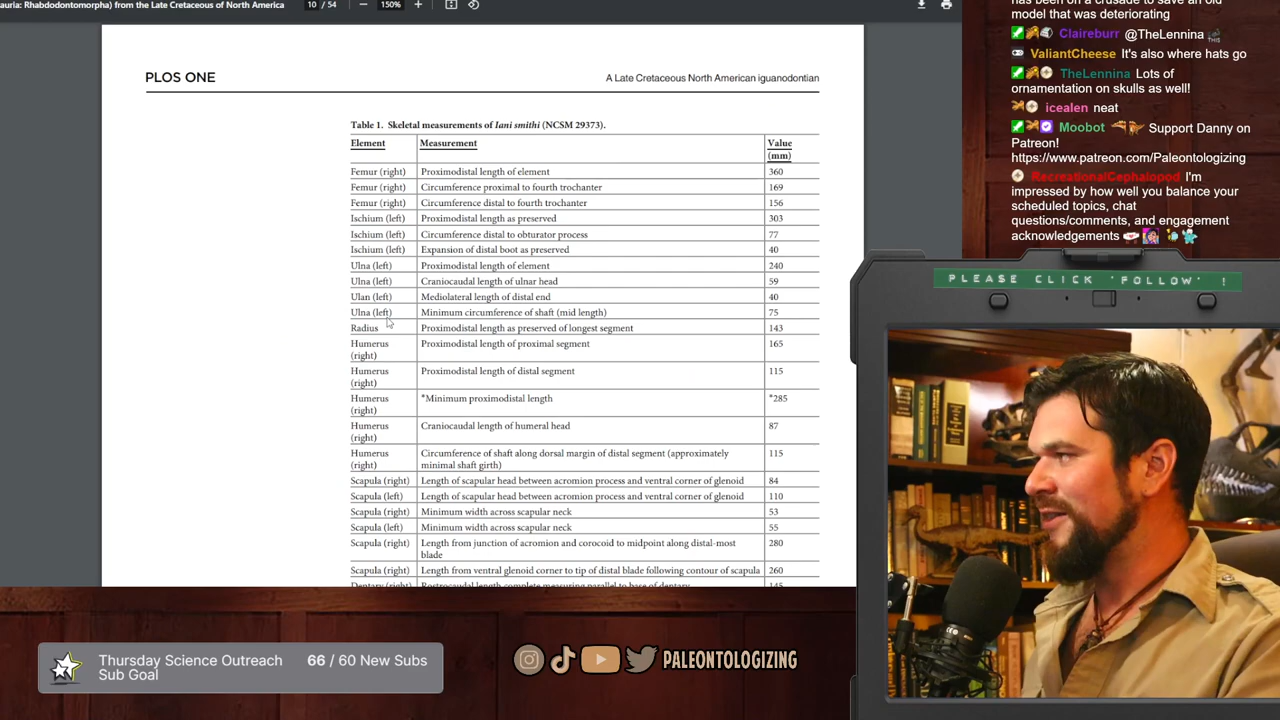 auria: Rhabdodontomorpha) from the Late Cretaceous of North America
10 / 54
150%
PLOS ONE
A Late Cretaceous North American iguanodontian
Table 1. Skeletal measurements of Iani smithi (NCSM 29373).
Element Measurement Value
(mm)
Femur (right) Proximodistal length of element 360
Femur (right) Circumference proximal to fourth trochanter 169
Femur (right) Circumference distal to fourth trochanter 156
Ischium (left) Proximodistal length as preserved 303
Ischium (left) Circumference distal to obturator process 77
Ischium (left) Expansion of distal boot as preserved 40
Ulna (left) Proximodistal length of element 240
Ulna (left) Craniocaudal length of ulnar head 59
Ulan (left) Mediolateral length of distal end 40
Ulna (left) Minimum circumference of shaft (mid length) 75
Radius Proximodistal length as preserved of longest segment 143
Humerus Proximodistal length of proximal segment 165
(right)
Humerus Proximodistal length of distal segment 115
(right)
Humerus *Minimum proximodistal length *285
(right)
Humerus Craniocaudal length of humeral head 87
(right)
Humerus Circumference of shaft along dorsal margin of distal segment (approximately 115
(right) minimal shaft girth)
Scapula (right) Length of scapular head between acromion process and ventral corner of glenoid 84
Scapula (left) Length of scapular head between acromion process and ventral corner of glenoid 110
Scapula (right) Minimum width across scapular neck 53
Scapula (left) Minimum width across scapular neck 55
Scapula (right) Length from junction of acromion and corocoid to midpoint along distal-most 280
blade
Scapula (right) Length from ventral glenoid corner to tip of distal blade following contour of scapula 260
Dentary (right) Rostrocaudal length complete measuring parallel to base of dentary 145
has been on a crusade to save an old
model that was deteriorating
Claireburr @TheLennina
ValiantCheese It's also where hats go
TheLennina Lots of
ornamentation on skulls as well!
icealen neat
Moobot Support Danny on
Patreon!
https://www.patreon.com/Paleontologizing
RecreationalCephalopod I'm
impressed by how well you balance your
scheduled topics, chat
questions/comments, and engagement
acknowledgements
PLEASE CLICK 'FOLLOW' !
Thursday Science Outreach 66 / 60 New Subs
Sub Goal
PALEONTOLOGIZING